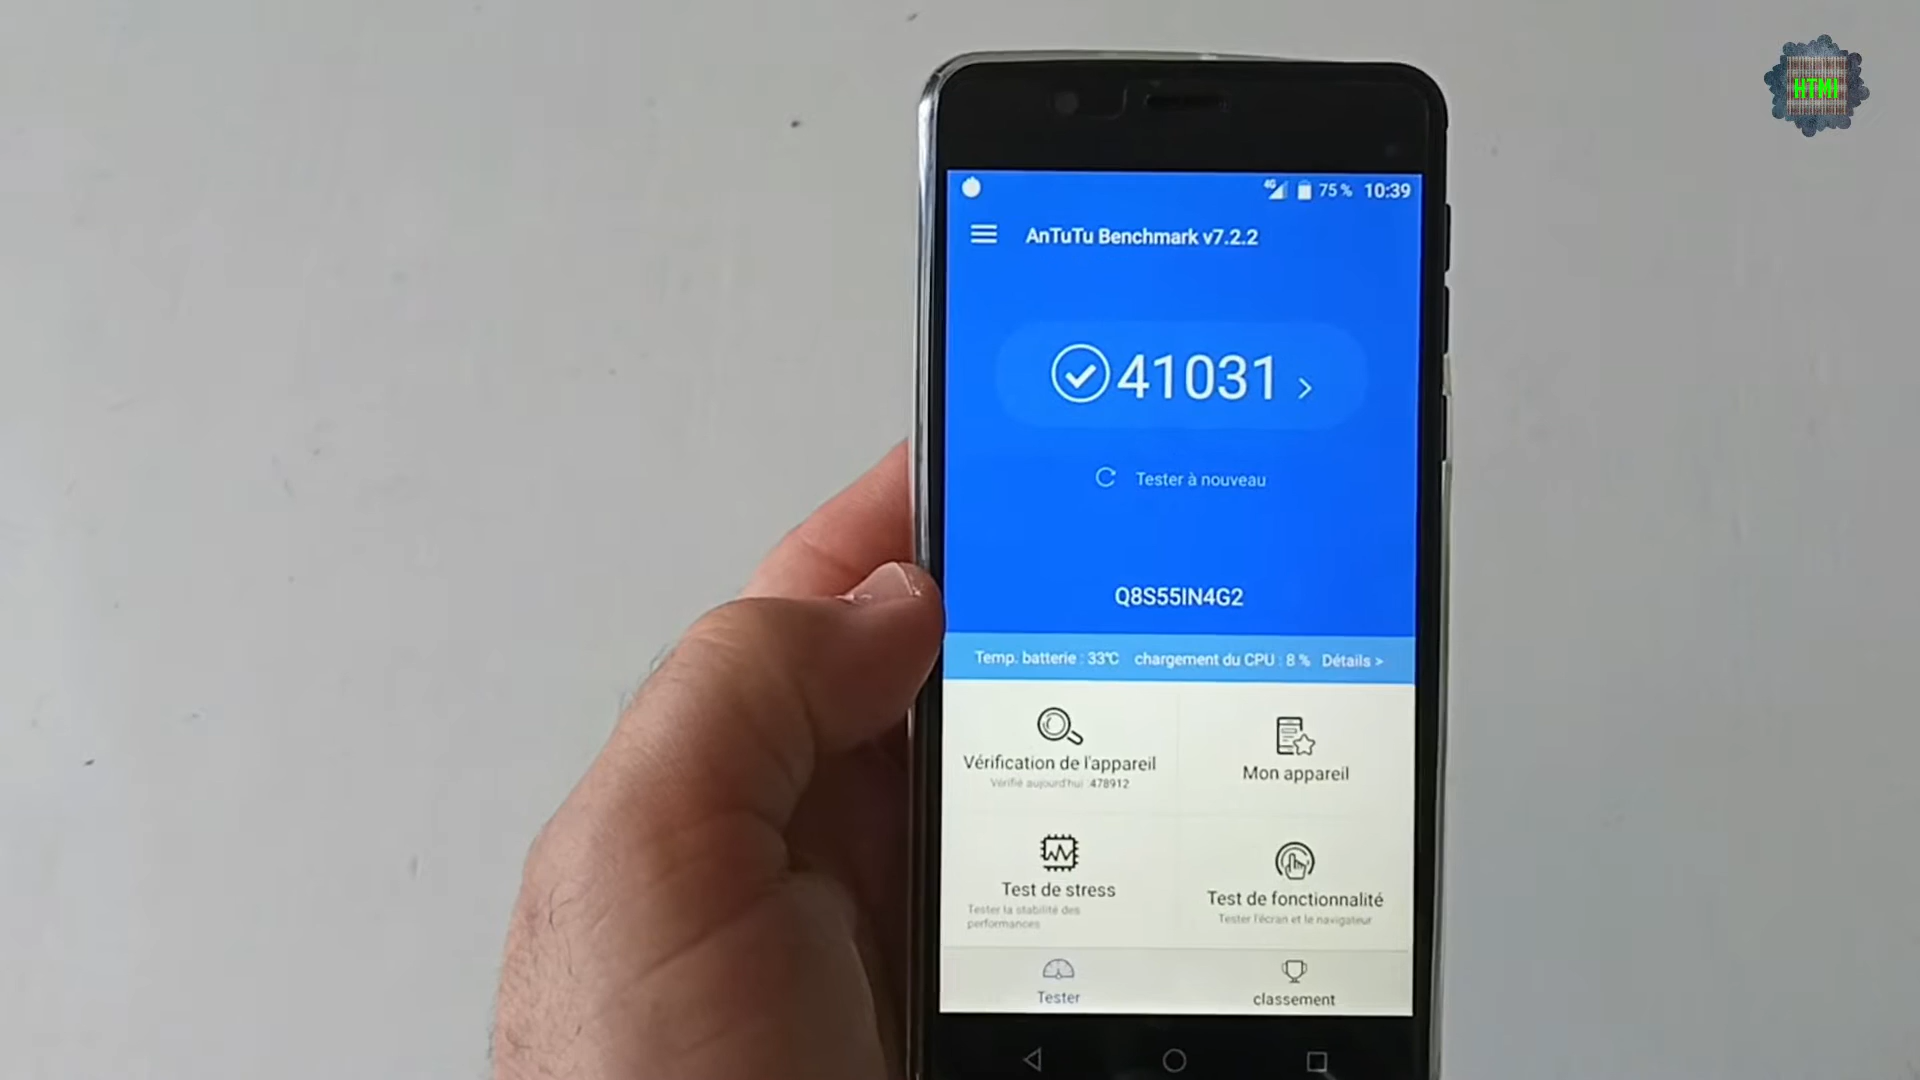 HTMI
4G 75 % 10:39
AnTuTu Benchmark v7.2.2
41031 >
Tester à nouveau
Q8S55IN4G2
Temp. batterie : 33℃ chargement du CPU : 8 % Détails >
Vérification de l'appareil
Vérifié aujourd'hui : 478912
Mon appareil
Test de stress
Tester la stabilité des
performances
Test de fonctionnalité
Tester l'écran et le navigateur
Tester
classement